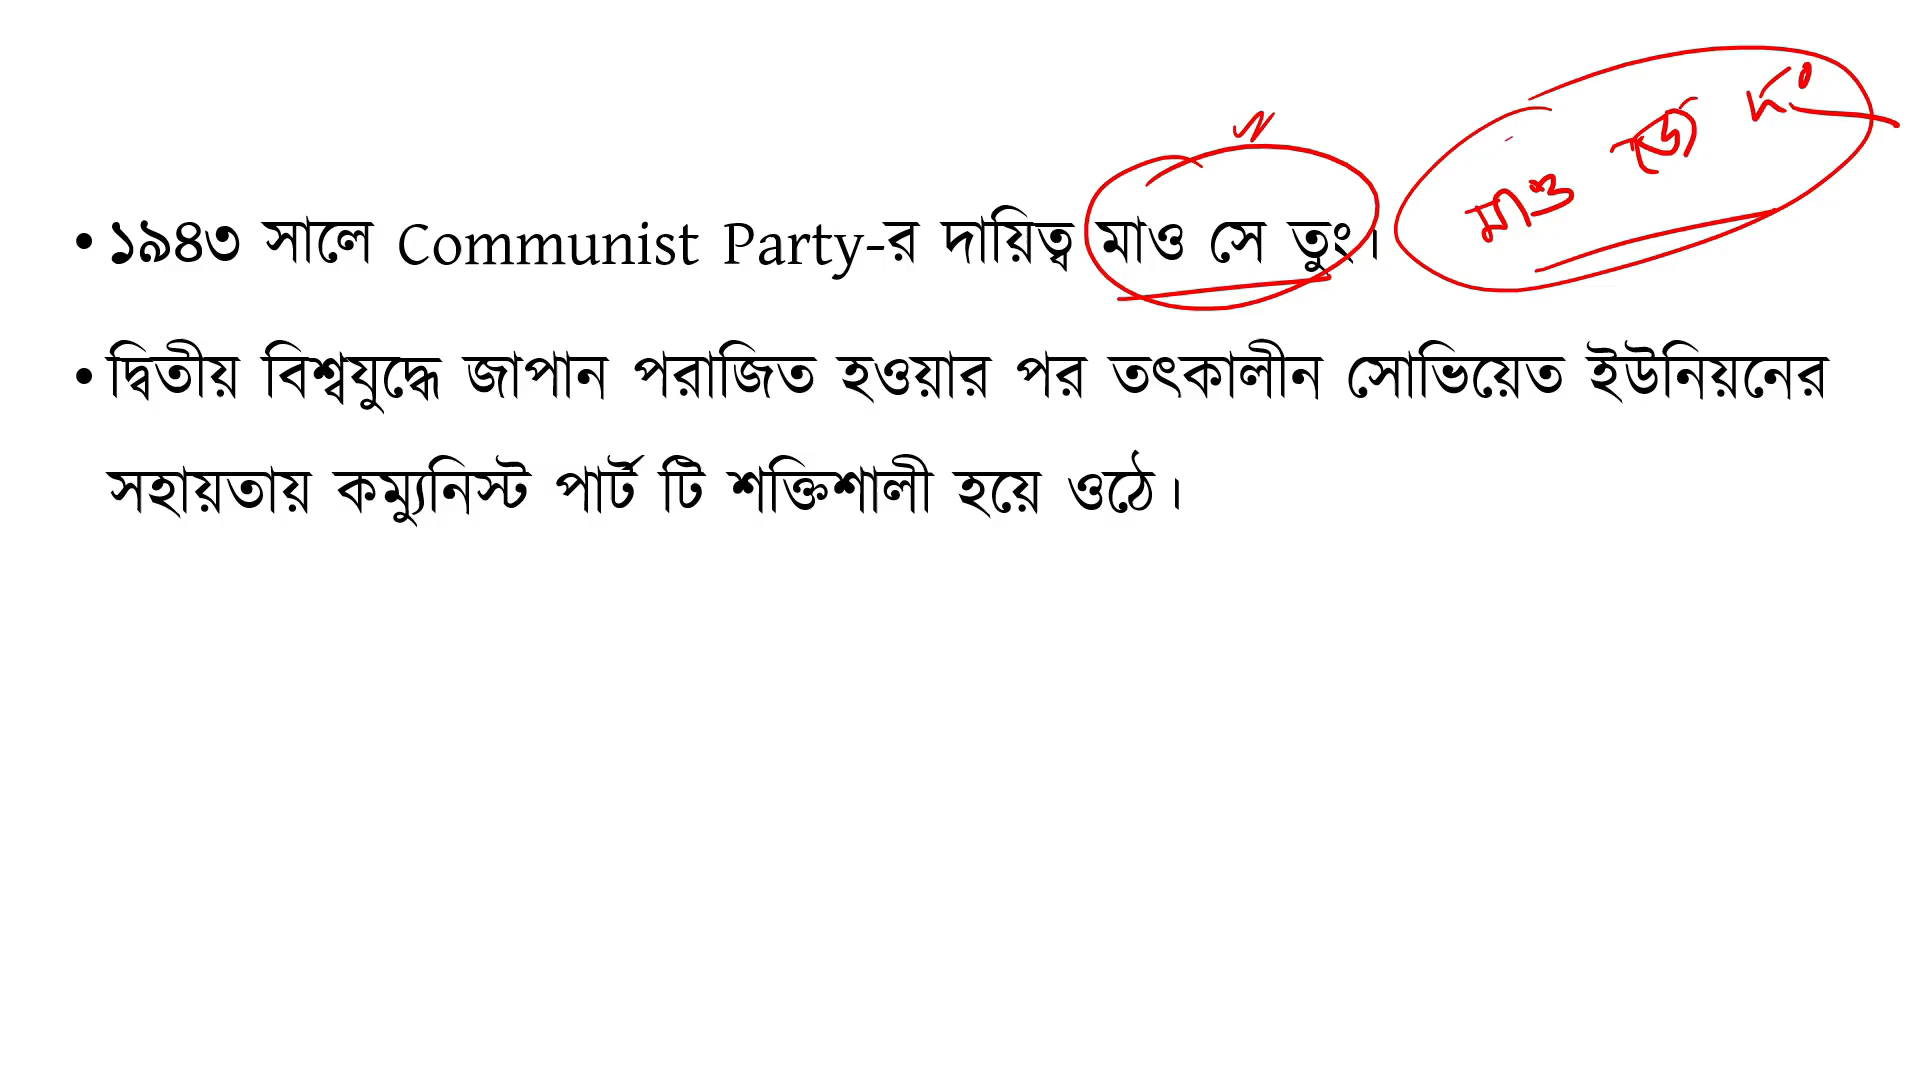 • ১৯৪৩ সালে Communist Party-র দায়িত্ব মাও সে তুং।
মাও জে দং
• দ্বিতীয় বিশ্বযুদ্ধে জাপান পরাজিত হওয়ার পর তৎকালীন সোভিয়েত ইউনিয়নের
সহায়তায় কম্যুনিস্ট পার্ট টি শক্তিশালী হয়ে ওঠে।